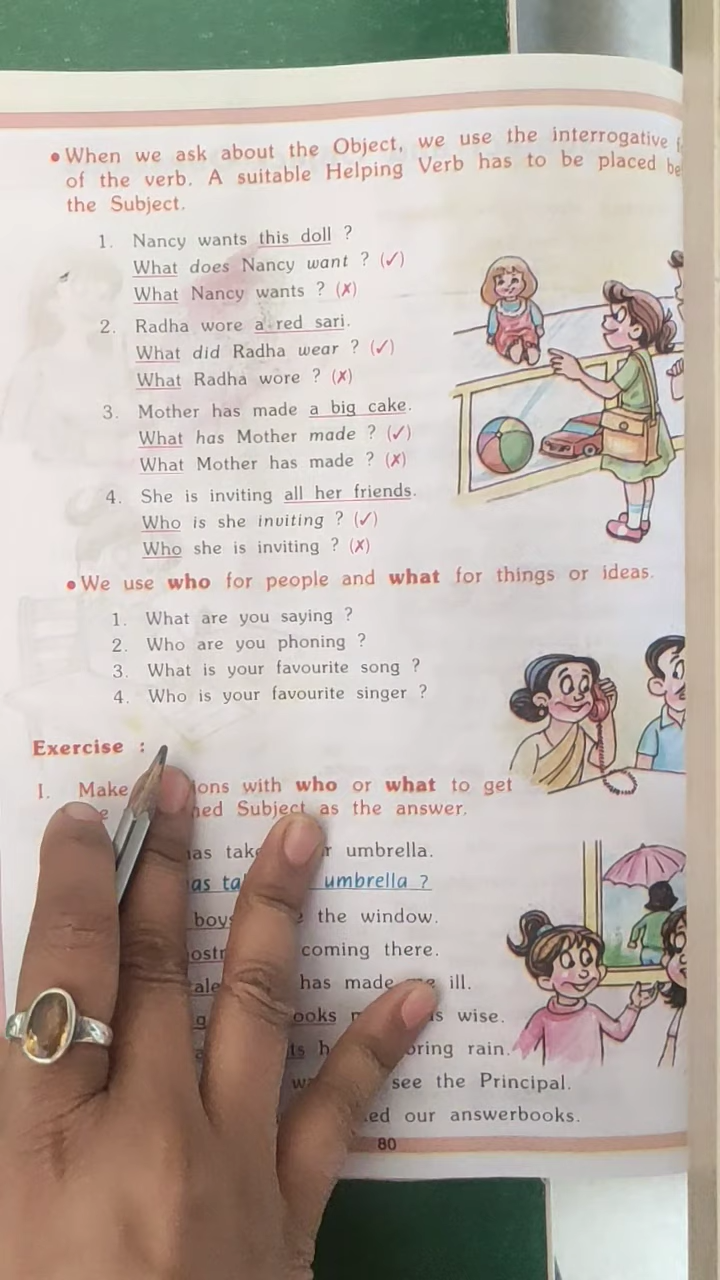 • When we ask about the Object, we use the interrogative
of the verb. A suitable Helping Verb has to be placed
the Subject.
1. Nancy wants this doll ?
What does Nancy want ? (✓)
What Nancy wants ? (✗)
2. Radha wore a red sari.
What did Radha wear ? (✓)
What Radha wore ? (✗)
3. Mother has made a big cake.
What has Mother made ? (✓)
What Mother has made ? (✗)
4. She is inviting all her friends.
Who is she inviting ? (✓)
Who she is inviting ? (✗)
• We use who for people and what for things or ideas.
1. What are you saying ?
2. Who are you phoning ?
3. What is your favourite song ?
4. Who is your favourite singer ?
Exercise :
I. Make with who or what to get
Subject as the answer.
umbrella.
umbrella ?
the window.
coming there.
has made ill.
wise.
bring rain.
see the Principal.
our answerbooks.
80